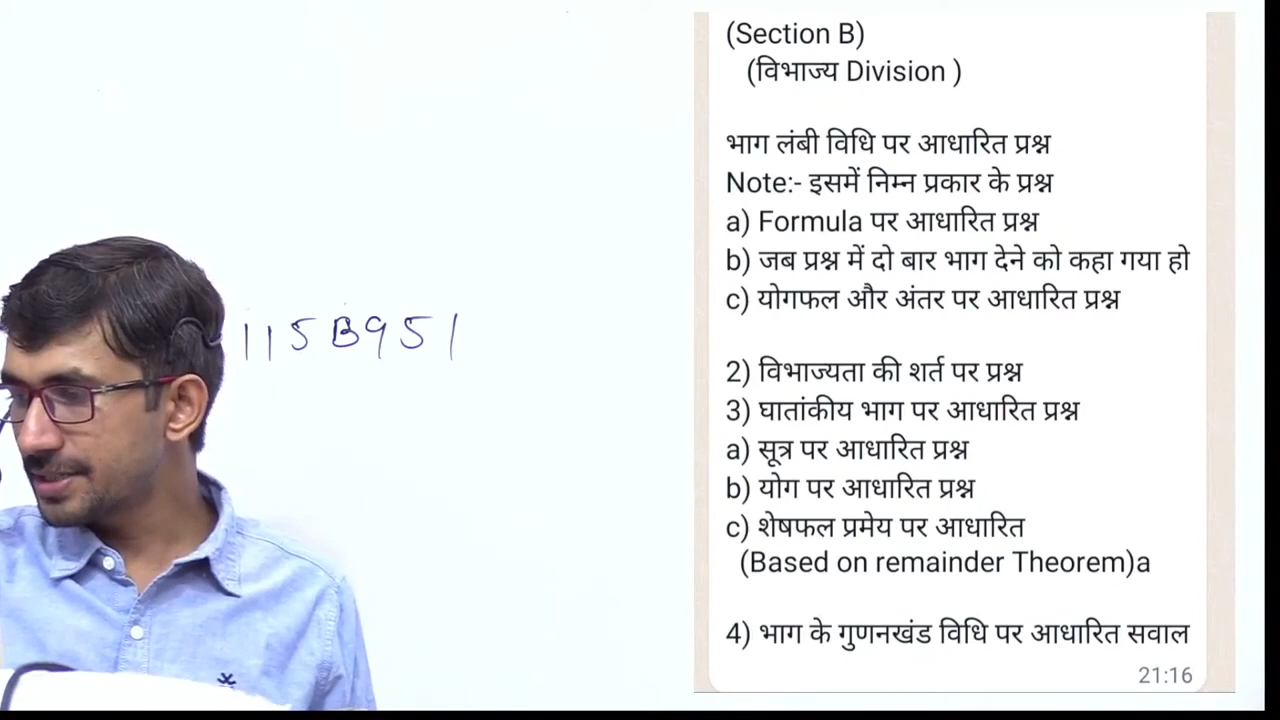 (Section B)
(विभाज्य Division )
भाग लंबी विधि पर आधारित प्रश्न
Note:- इसमें निम्न प्रकार के प्रश्न
a) Formula पर आधारित प्रश्न
b) जब प्रश्न में दो बार भाग देने को कहा गया हो
c) योगफल और अंतर पर आधारित प्रश्न
115B951
2) विभाज्यता की शर्त पर प्रश्न
3) घातांकीय भाग पर आधारित प्रश्न
a) सूत्र पर आधारित प्रश्न
b) योग पर आधारित प्रश्न
c) शेषफल प्रमेय पर आधारित
(Based on remainder Theorem)a
4) भाग के गुणनखंड विधि पर आधारित सवाल
21:16